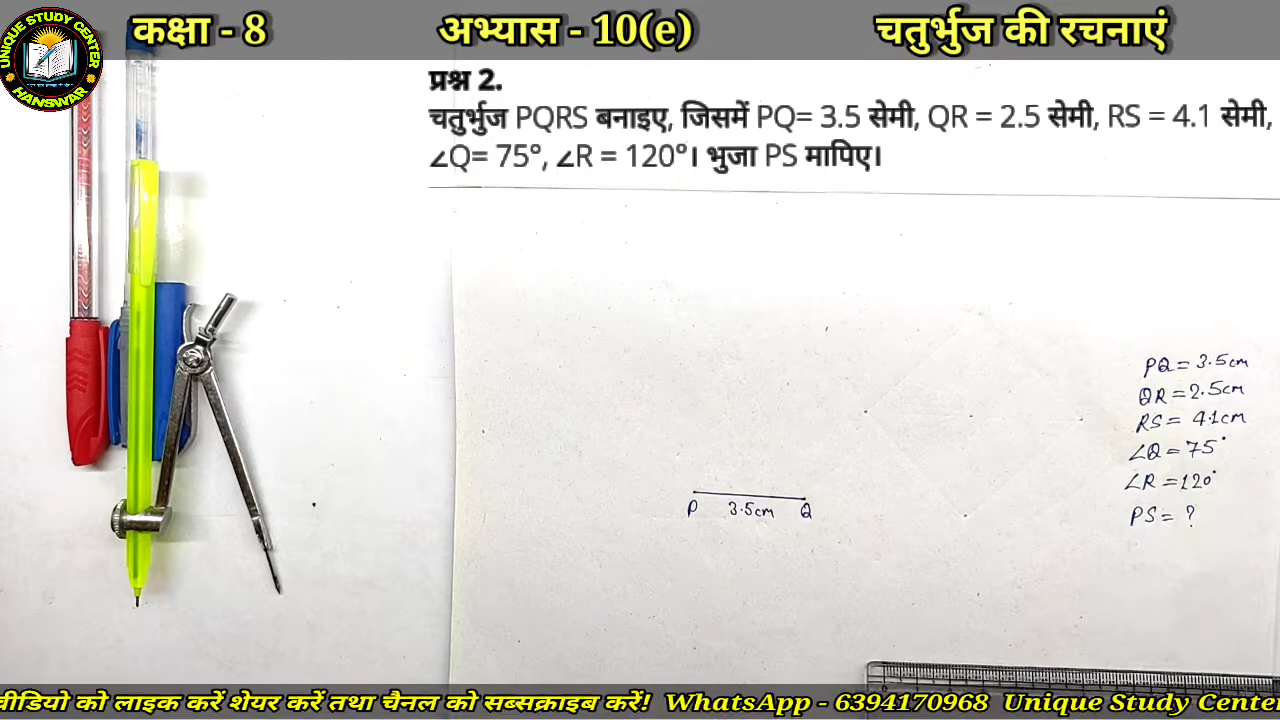 कक्षा - 8
अभ्यास - 10(e)
चतुर्भुज की रचनाएं
UNIQUE STUDY CENTER
HANSWAR
प्रश्न 2.
चतुर्भुज PQRS बनाइए, जिसमें PQ= 3.5 सेमी, QR = 2.5 सेमी, RS = 4.1 सेमी,
∠Q= 75°, ∠R = 120°। भुजा PS मापिए।
PQ = 3.5cm
QR = 2.5cm
RS = 4.1cm
∠Q = 75°
∠R = 120°
PS = ?
P 3.5cm Q
वीडियो को लाइक करें शेयर करें तथा चैनल को सब्सक्राइब करें! WhatsApp - 6394170968 Unique Study Cente